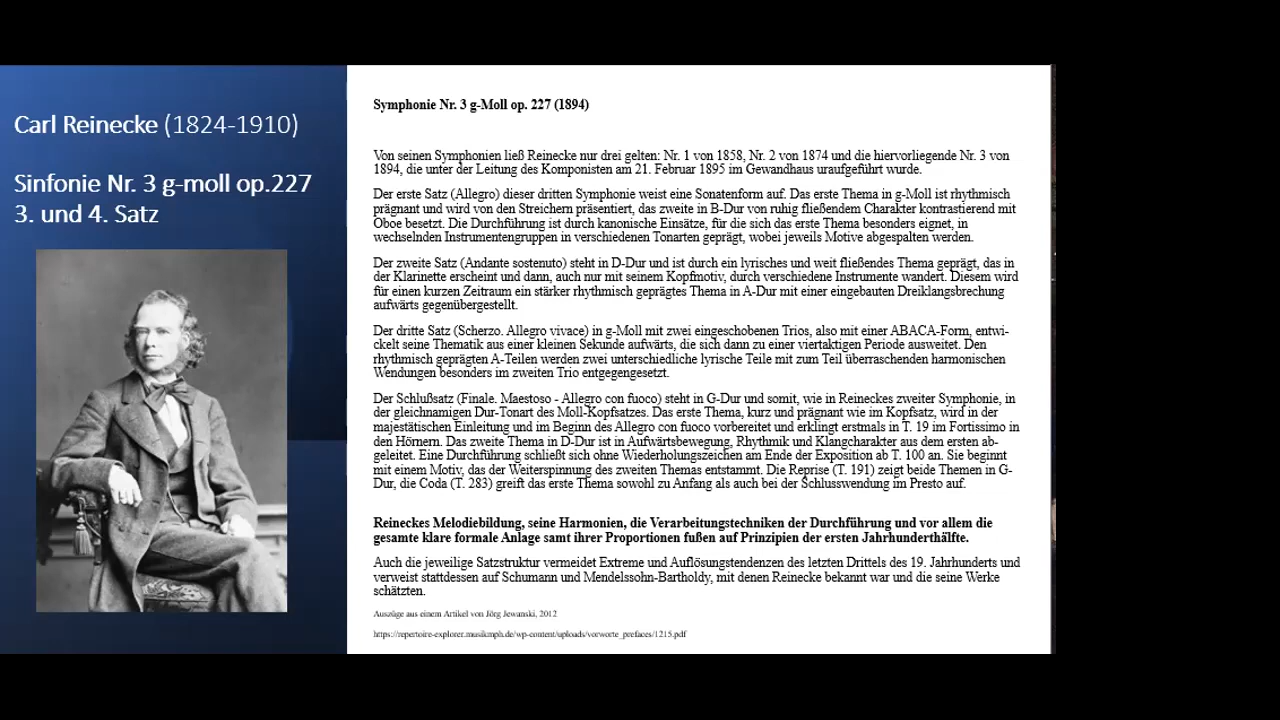 Carl Reinecke (1824-1910)
Sinfonie Nr. 3 g-moll op.227
3. und 4. Satz
Symphonie Nr. 3 g-Moll op. 227 (1894)
Von seinen Symphonien ließ Reinecke nur drei gelten: Nr. 1 von 1858, Nr. 2 von 1874 und die hiervorliegende Nr. 3 von
1894, die unter der Leitung des Komponisten am 21. Februar 1895 im Gewandhaus uraufgeführt wurde.
Der erste Satz (Allegro) dieser dritten Symphonie weist eine Sonatenform auf. Das erste Thema in g-Moll ist rhythmisch
prägnant und wird von den Streichern präsentiert, das zweite in B-Dur von ruhig fließendem Charakter kontrastierend mit
Oboe besetzt. Die Durchführung ist durch kanonische Einsätze, für die sich das erste Thema besonders eignet, in
wechselnden Instrumentengruppen in verschiedenen Tonarten geprägt, wobei jeweils Motive abgespalten werden.
Der zweite Satz (Andante sostenuto) steht in D-Dur und ist durch ein lyrisches und weit fließendes Thema geprägt, das in
der Klarinette erscheint und dann, auch nur mit seinem Kopfmotiv, durch verschiedene Instrumente wandert. Diesem wird
für einen kurzen Zeitraum ein stärker rhythmisch geprägtes Thema in A-Dur mit einer eingebauten Dreiklangsbrechung
aufwärts gegenübergestellt.
Der dritte Satz (Scherzo. Allegro vivace) in g-Moll mit zwei eingeschobenen Trios, also mit einer ABACA-Form, entwi-
ckelt seine Thematik aus einer kleinen Sekunde aufwärts, die sich dann zu einer viertaktigen Periode ausweitet. Den
rhythmisch geprägten A-Teilen werden zwei unterschiedliche lyrische Teile mit zum Teil überraschenden harmonischen
Wendungen besonders im zweiten Trio entgegengesetzt.
Der Schlußsatz (Finale. Maestoso - Allegro con fuoco) steht in G-Dur und somit, wie in Reineckes zweiter Symphonie, in
der gleichnamigen Dur-Tonart des Moll-Kopfsatzes. Das erste Thema, kurz und prägnant wie im Kopfsatz, wird in der
majestätischen Einleitung und im Beginn des Allegro con fuoco vorbereitet und erklingt erstmals in T. 19 im Fortissimo in
den Hörnern. Das zweite Thema in D-Dur ist in Aufwärtsbewegung, Rhythmik und Klangcharakter aus dem ersten ab-
geleitet. Eine Durchführung schließt sich ohne Wiederholungszeichen am Ende der Exposition ab T. 100 an. Sie beginnt
mit einem Motiv, das der Weiterspinnung des zweiten Themas entstammt. Die Reprise (T. 191) zeigt beide Themen in G-
Dur, die Coda (T. 283) greift das erste Thema sowohl zu Anfang als auch bei der Schlusswendung im Presto auf.
Reineckes Melodiebildung, seine Harmonien, die Verarbeitungstechniken der Durchführung und vor allem die
gesamte klare formale Anlage samt ihrer Proportionen fußen auf Prinzipien der ersten Jahrhunderthälfte.
Auch die jeweilige Satzstruktur vermeidet Extreme und Auflösungstendenzen des letzten Drittels des 19. Jahrhunderts und
verweist stattdessen auf Schumann und Mendelssohn-Bartholdy, mit denen Reinecke bekannt war und die seine Werke
schätzten.
Auszüge aus einem Artikel von Jörg Jewanski, 2012
https://repertoire-explorer.musikmph.de/wp-content/uploads/vorworte_prefaces/1215.pdf